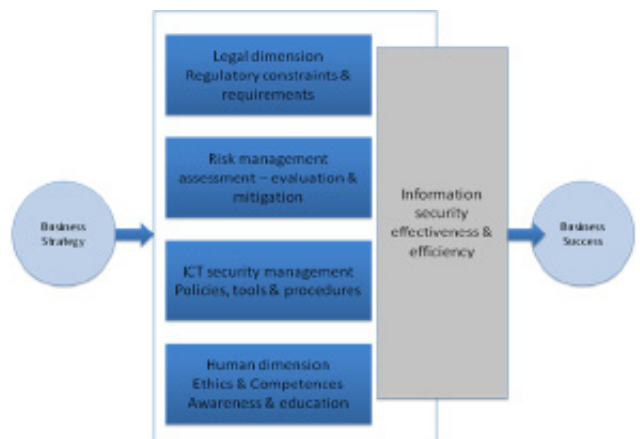 Legal dimension
Regulatory constraints &
requirements
Risk management
assessment – evaluation &
mitigation
Business
Strategy
Information
security
effectiveness &
efficiency
Business
Success
ICT security management
Policies, tools & procedures
Human dimension
Ethics & Competences
Awareness & education